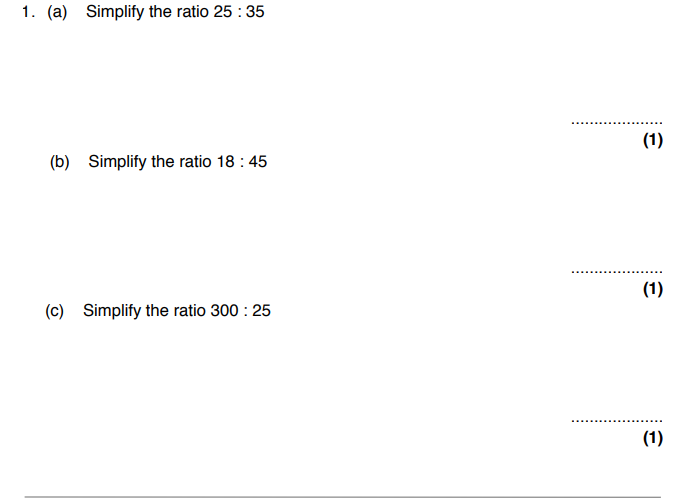 1. (a) Simplify the ratio 25 : 35
.....................
(1)
(b) Simplify the ratio 18 : 45
.....................
(1)
(c) Simplify the ratio 300 : 25
.....................
(1)